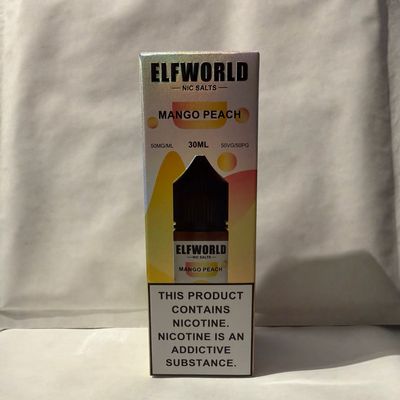 ELFWORLD
NIC SALTS
MANGO PEACH
50MG/ML 30ML 50VG/50PG
ELFWORLD
NIC SALTS
MANGO PEACH
THIS PRODUCT
CONTAINS
NICOTINE.
NICOTINE IS AN
ADDICTIVE
SUBSTANCE.